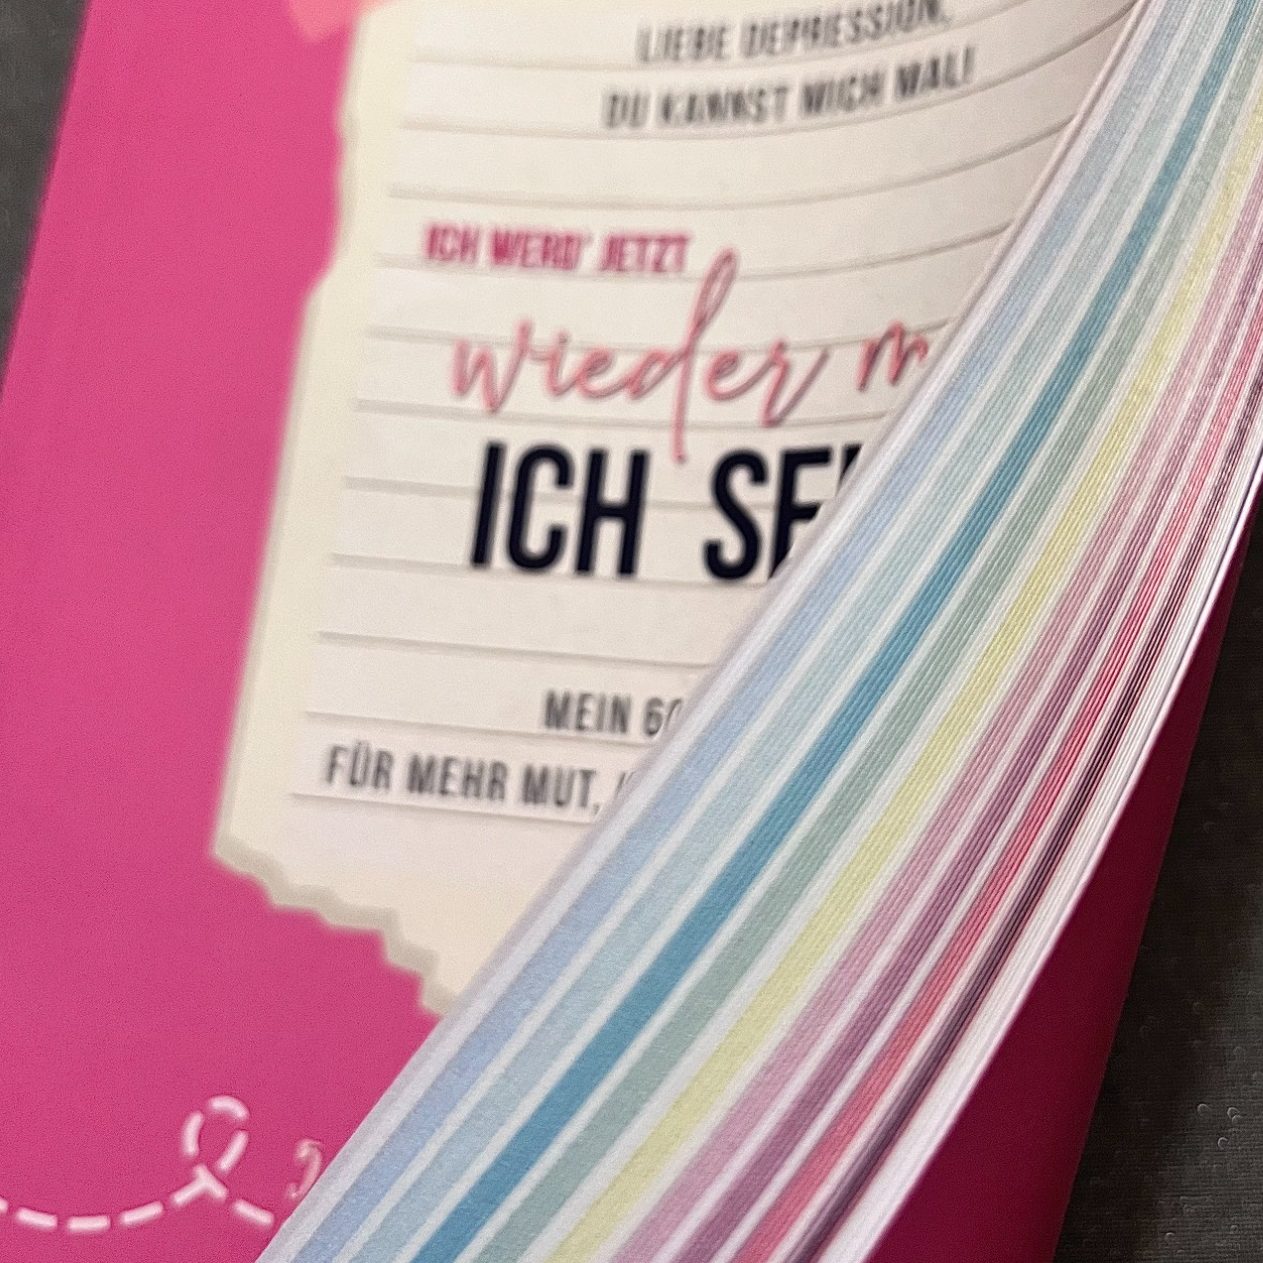 LIEBE DEPRESSION,
DU KANNST MICH MAL!
ICH WERD' JETZT
wieder
ICH
MEIN
FÜR MEHR MUT,